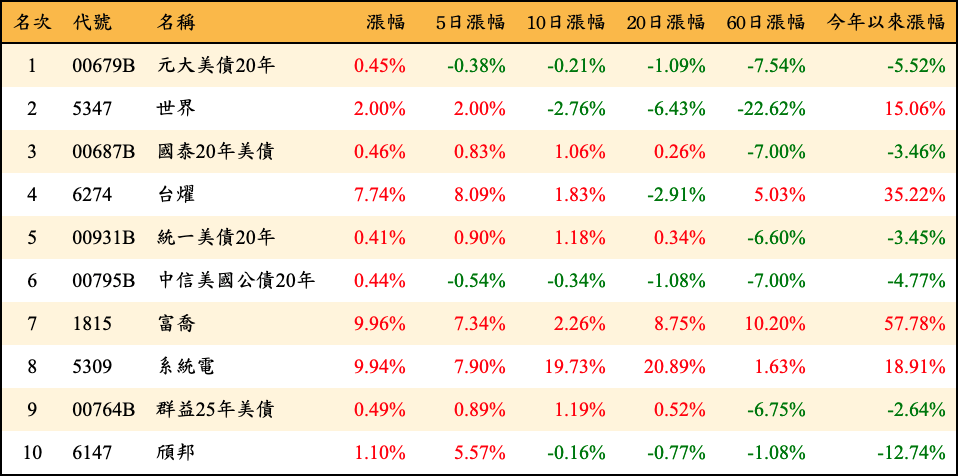 名次 代號 名稱 漲幅 5日漲幅 10日漲幅 20日漲幅 60日漲幅 今年以來漲幅
1 00679B 元大美債20年 0.45% -0.38% -0.21% -1.09% -7.54% -5.52%
2 5347 世界 2.00% 2.00% -2.76% -6.43% -22.62% 15.06%
3 00687B 國泰20年美債 0.46% 0.83% 1.06% 0.26% -7.00% -3.46%
4 6274 台燿 7.74% 8.09% 1.83% -2.91% 5.03% 35.22%
5 00931B 統一美債20年 0.41% 0.90% 1.18% 0.34% -6.60% -3.45%
6 00795B 中信美國公債20年 0.44% -0.54% -0.34% -1.08% -7.00% -4.77%
7 1815 富喬 9.96% 7.34% 2.26% 8.75% 10.20% 57.78%
8 5309 系統電 9.94% 7.90% 19.73% 20.89% 1.63% 18.91%
9 00764B 群益25年美債 0.49% 0.89% 1.19% 0.52% -6.75% -2.64%
10 6147 頎邦 1.10% 5.57% -0.16% -0.77% -1.08% -12.74%